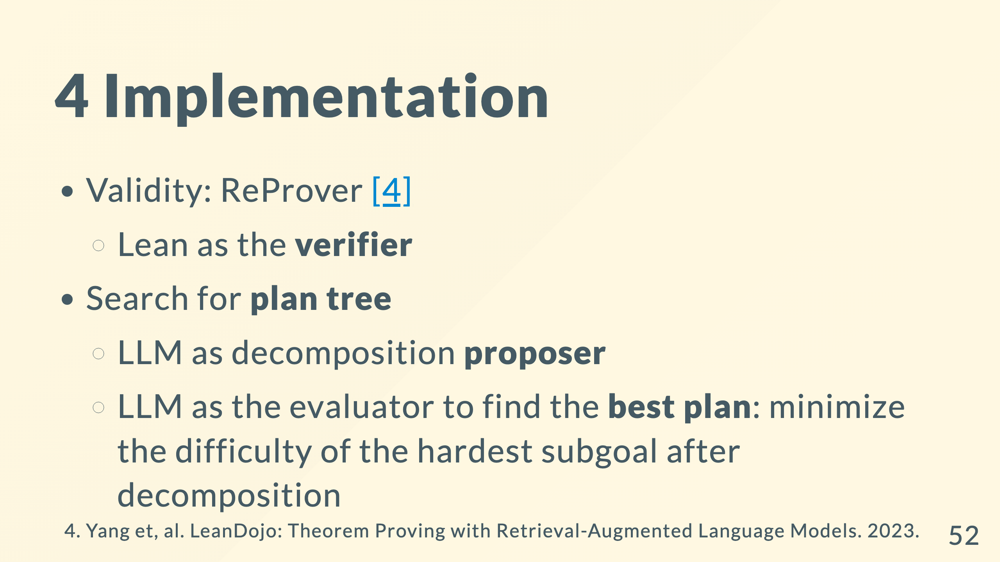 4 Implementation
• Validity: ReProver [4]
○ Lean as the verifier
• Search for plan tree
○ LLM as decomposition proposer
○ LLM as the evaluator to find the best plan: minimize
the difficulty of the hardest subgoal after
decomposition
4. Yang et, al. LeanDojo: Theorem Proving with Retrieval-Augmented Language Models. 2023.
52